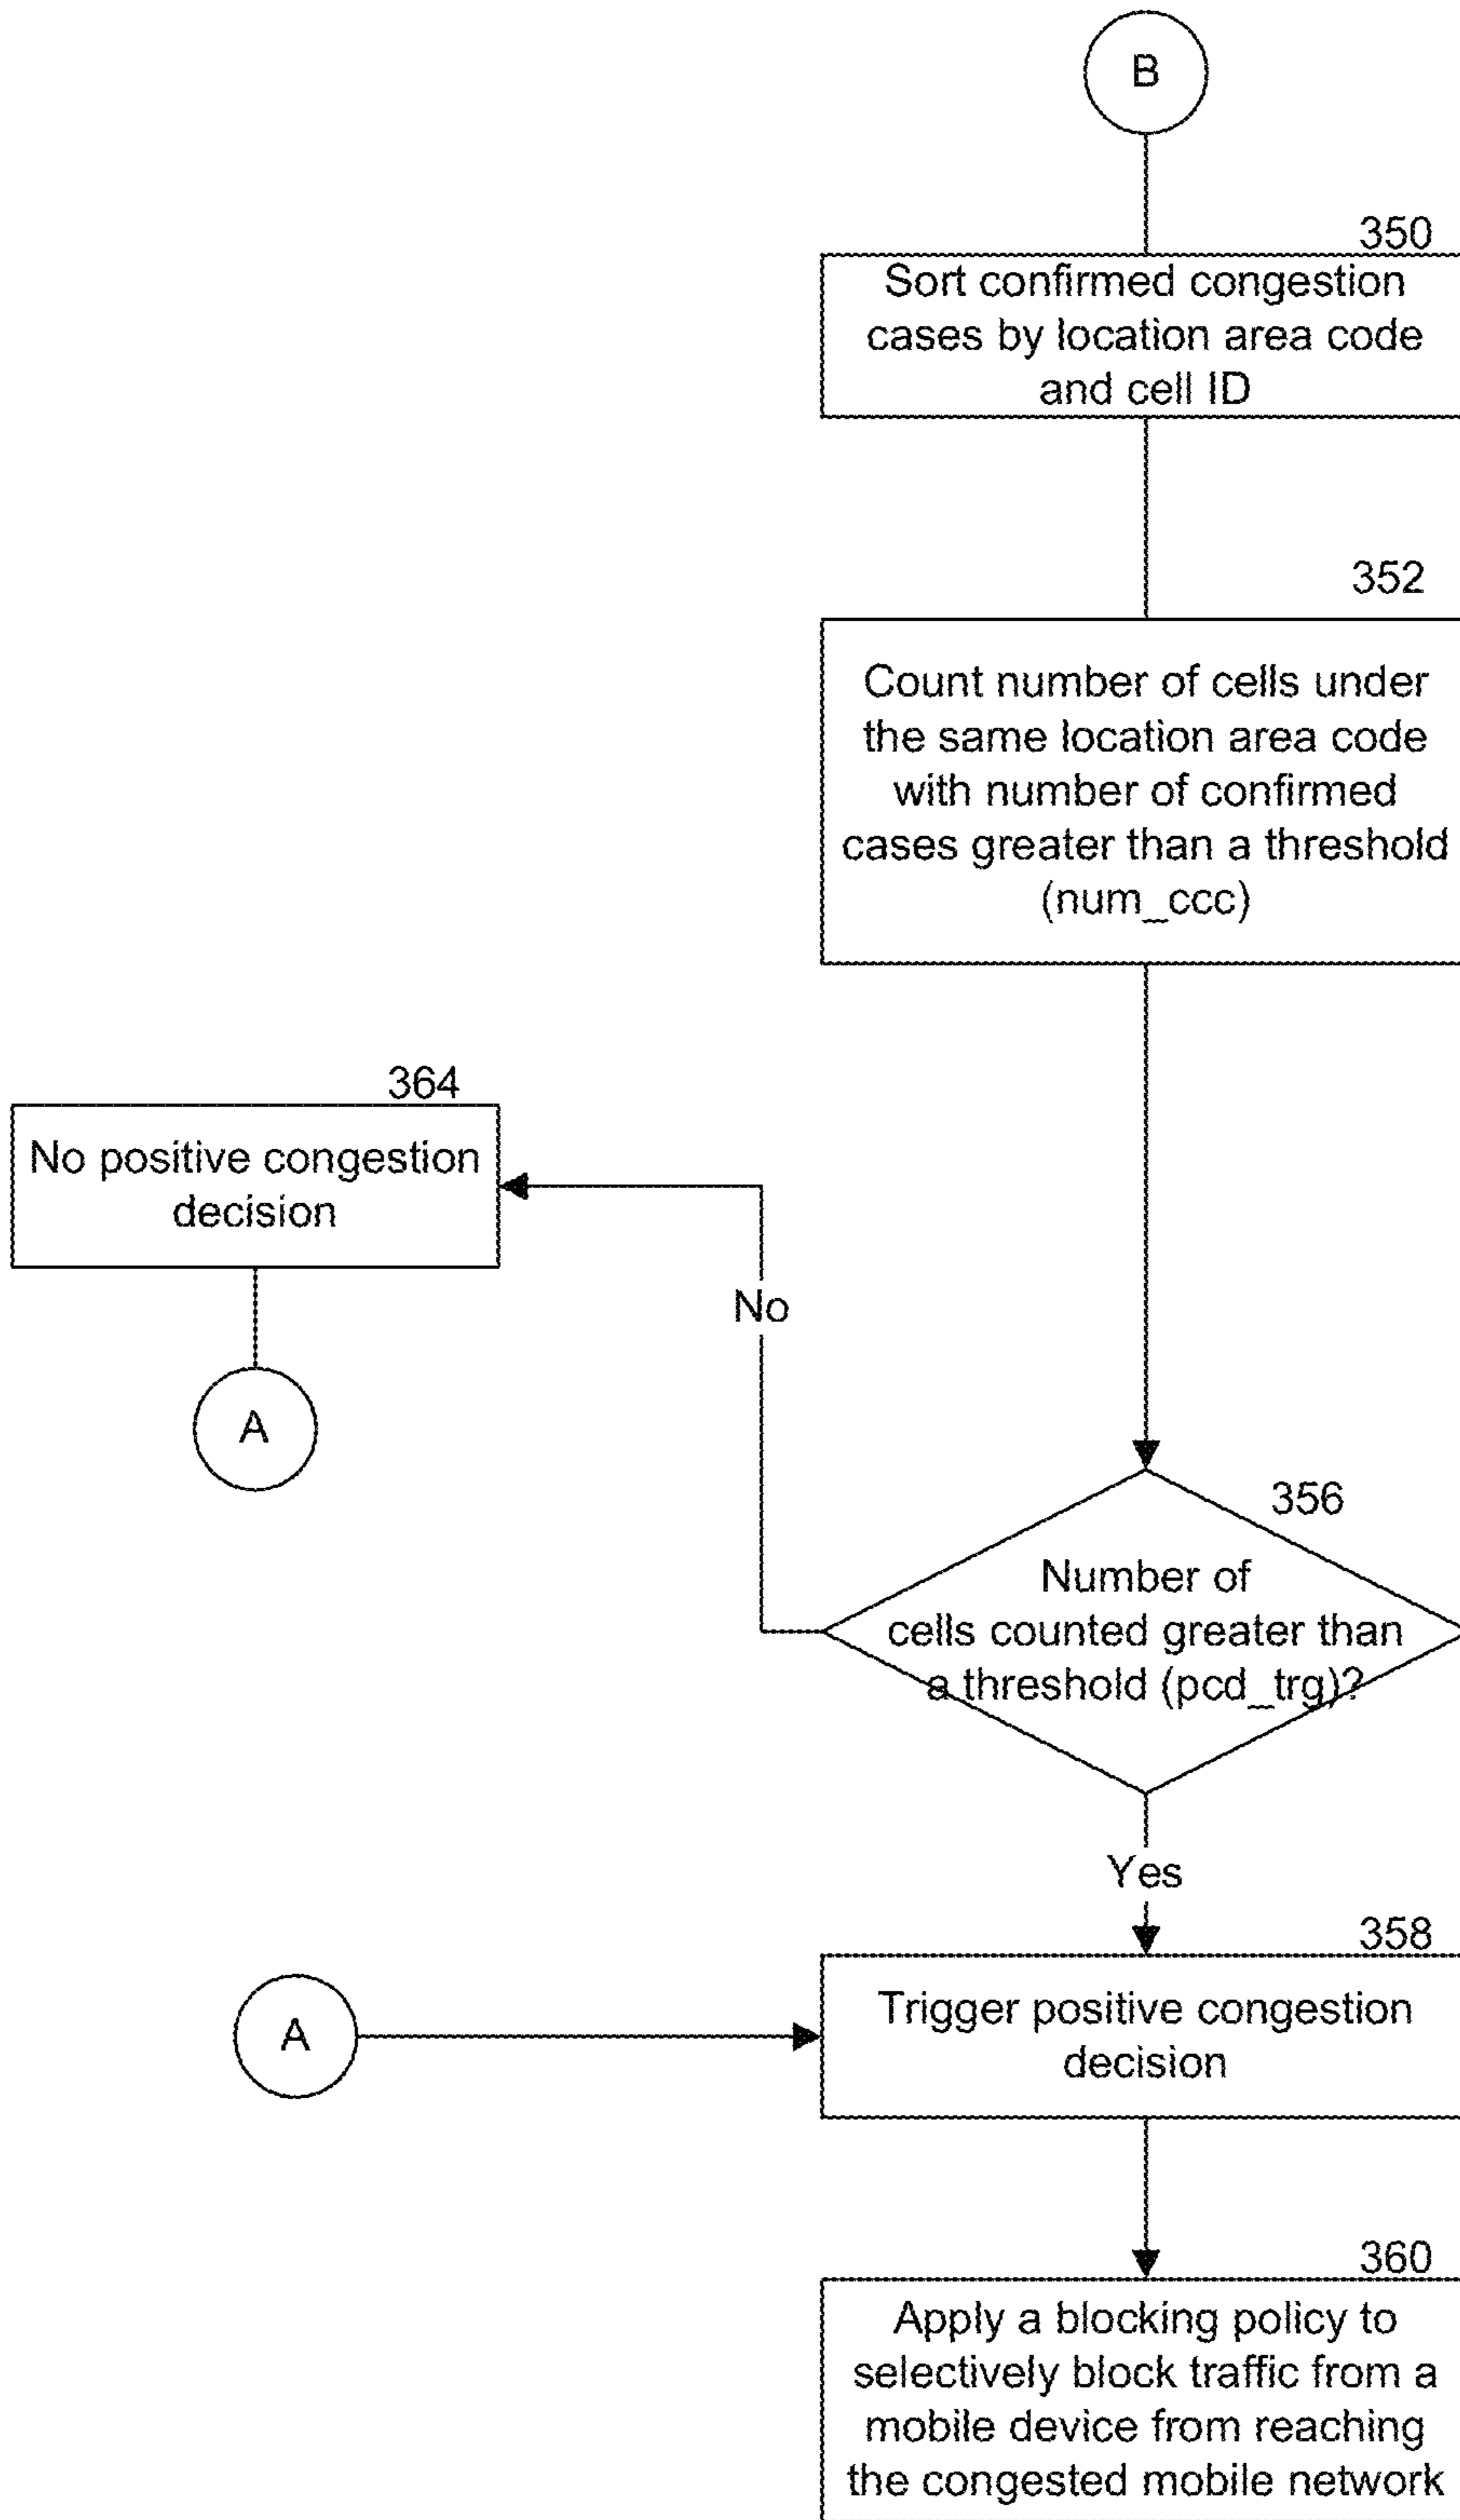 B
350
Sort confirmed congestion
cases by location area code
and cell ID
352
Count number of cells under
the same location area code
with number of confirmed
cases greater than a threshold
(num_ccc)
364
No positive congestion
decision
No
A
356
Number of
cells counted greater than
a threshold (pcd_trg)?
Yes
358
A
Trigger positive congestion
decision
360
Apply a blocking policy to
selectively block traffic from a
mobile device from reaching
the congested mobile network